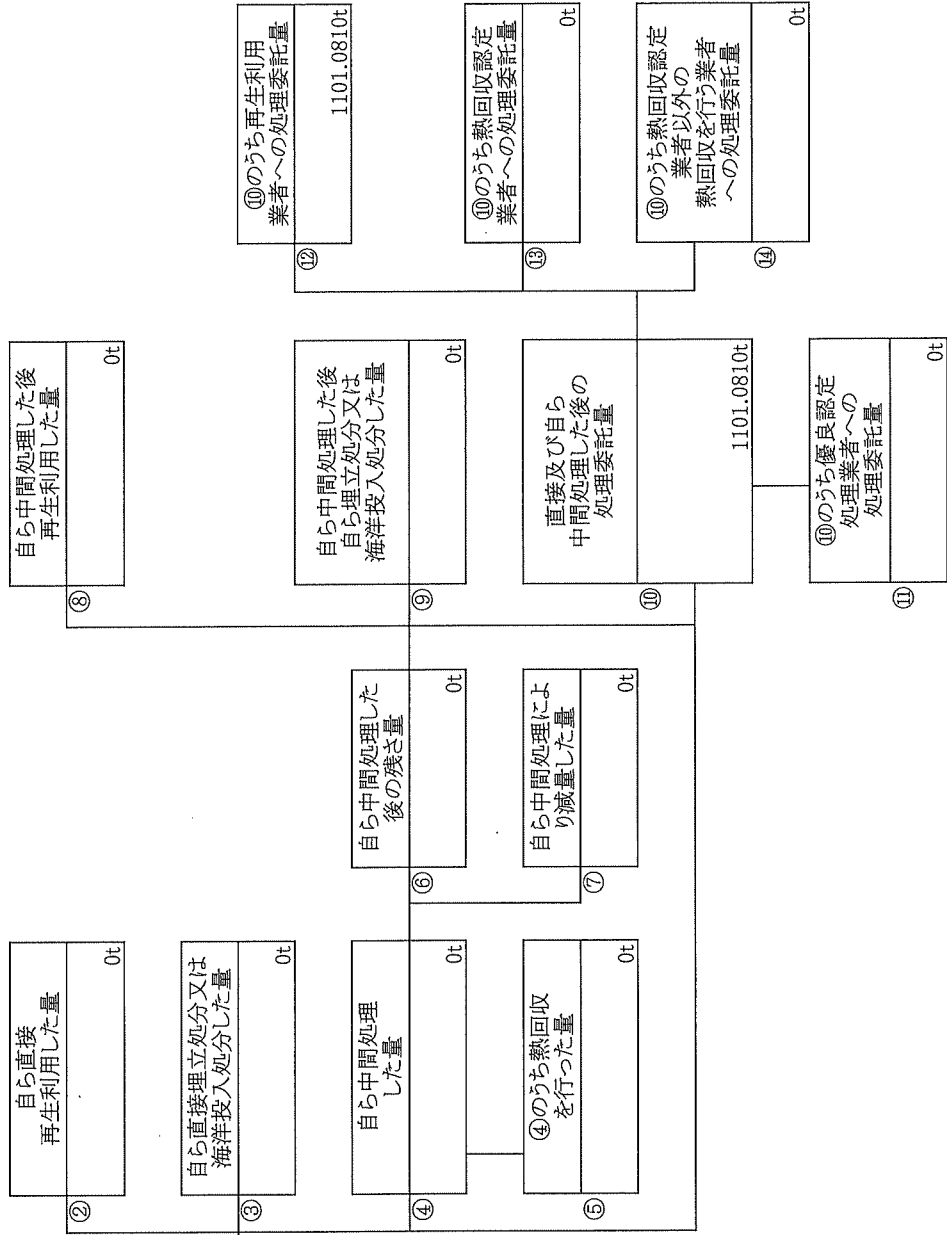 ②
自ら直接
再生利用した量
0t
③
自ら直接埋立処分又は
海洋投入処分した量
0t
④
自ら中間処理
した量
0t
⑤
④のうち熱回収
を行った量
0t
⑥
自ら中間処理した
後の残さ量
0t
⑦
自ら中間処理によ
り減量した量
0t
⑧
自ら中間処理した後
再生利用した量
0t
⑨
自ら中間処理した後
自ら埋立処分又は
海洋投入処分した量
0t
⑩
直接及び自ら
中間処理した後の
処理委託量
1101.0810t
⑪
⑩のうち優良認定
処理業者への
処理委託量
0t
⑫
⑩のうち再生利用
業者への処理委託量
1101.0810t
⑬
⑩のうち熱回収認定
業者への処理委託量
0t
⑭
⑩のうち熱回収認定
業者以外の
熱回収を行う業者
への処理委託量
0t